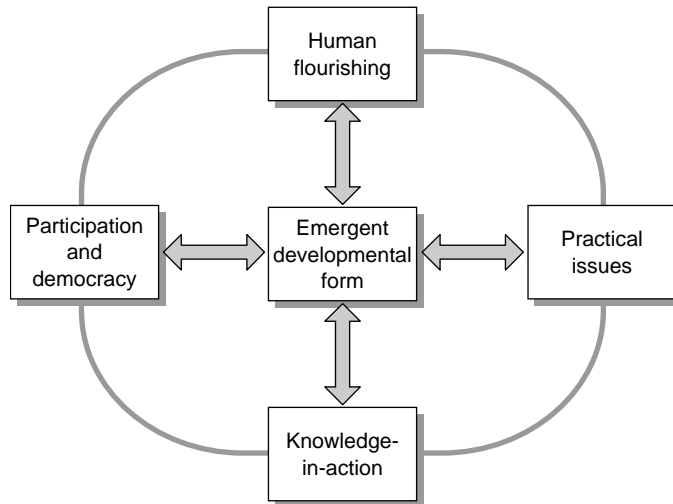 Human
flourishing
Participation
and
democracy
Emergent
developmental
form
Practical
issues
Knowledge-
in-action